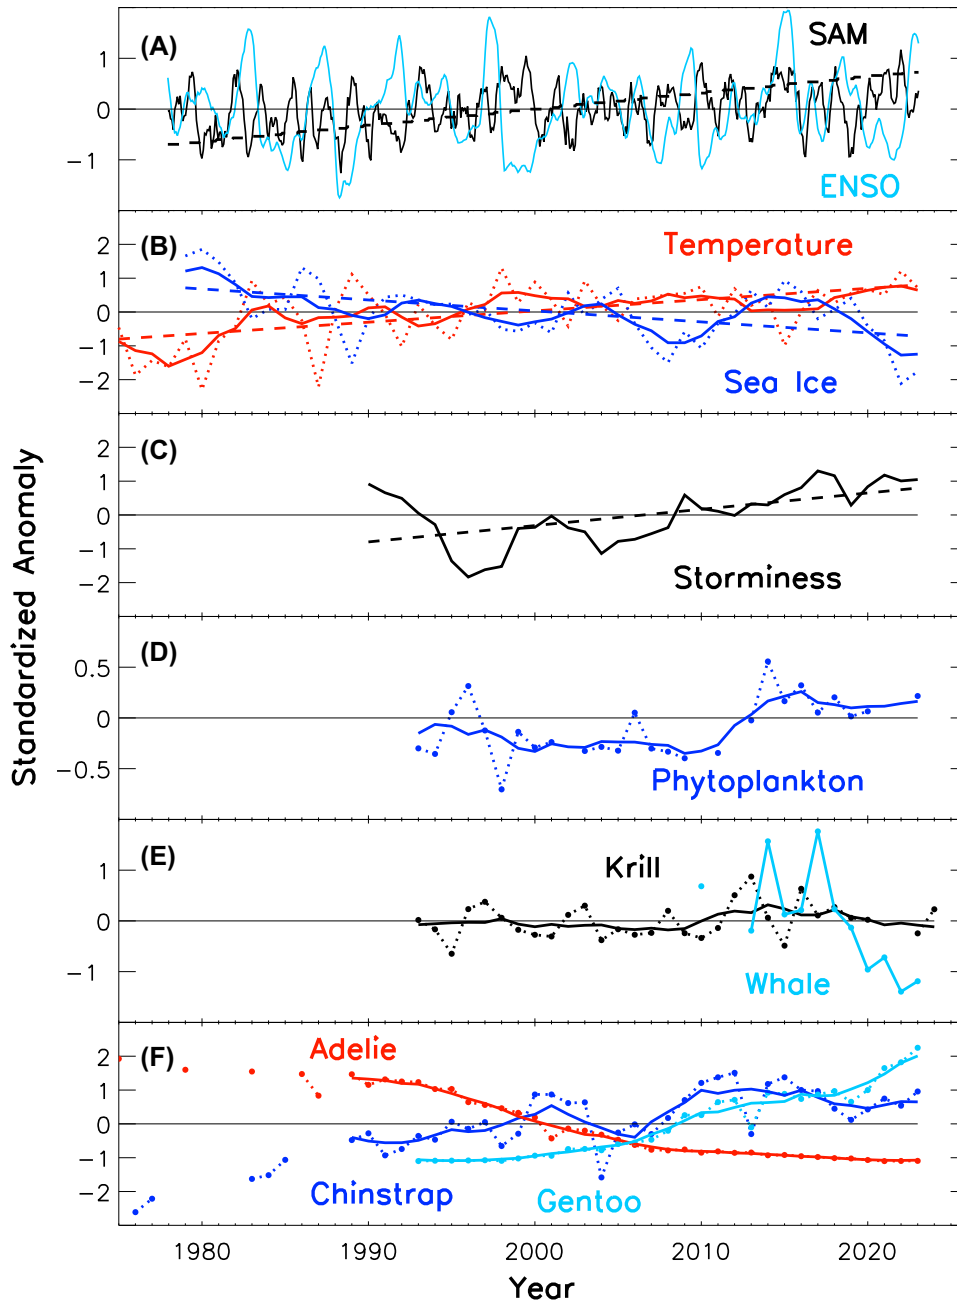 (A)
SAM
1
0
−1
ENSO
(B)
Temperature
2
1
0
−1
−2
Sea Ice
(C)
2
1
0
−1
−2
Storminess
(D)
0.5
0
−0.5
Phytoplankton
(E)
Krill
1
0
−1
Whale
(F)
Adelie
2
1
0
−1
−2
Chinstrap
Gentoo
1980 1990 2000 2010 2020
Year
Standardized Anomaly